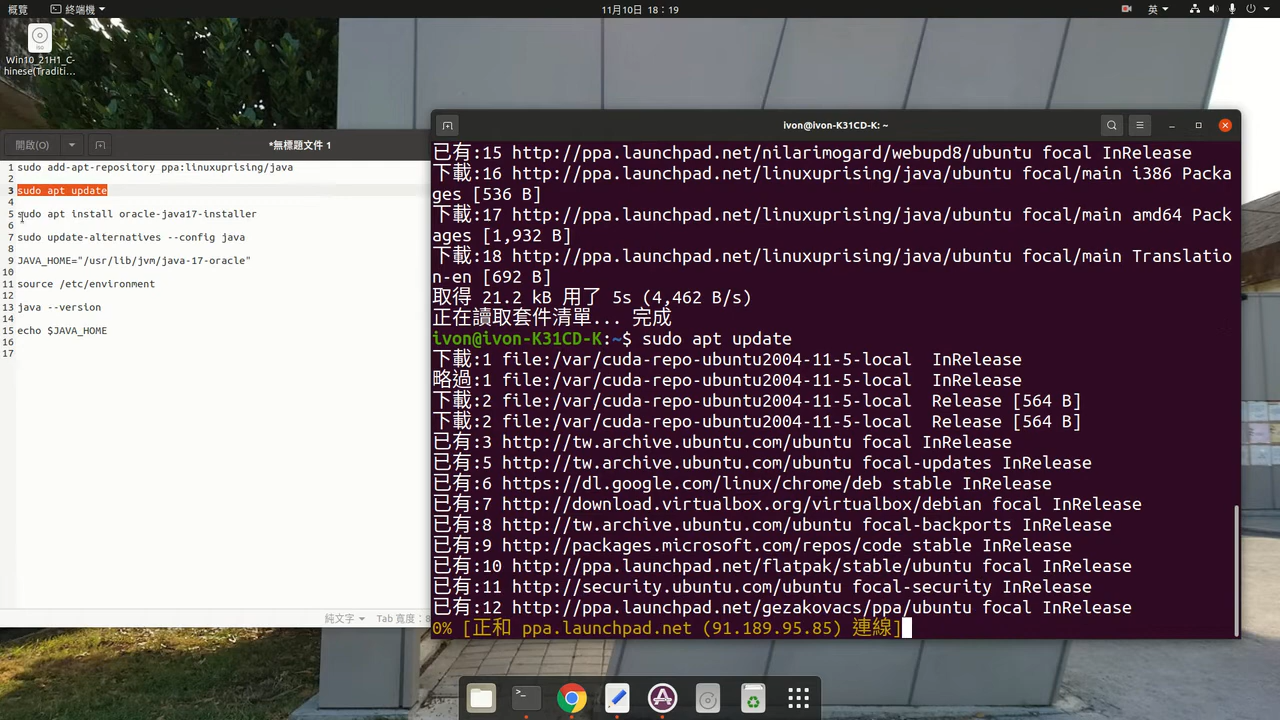 概覽
終端機
11月10日 18:19
英
iso
Win10_21H1_C-
hinese(Traditi...
開啟(O)
*無標題文件 1
1 sudo add-apt-repository ppa:linuxuprising/java
2
3 sudo apt update
4
5 sudo apt install oracle-java17-installer
6
7 sudo update-alternatives --config java
8
9 JAVA_HOME="/usr/lib/jvm/java-17-oracle"
10
11 source /etc/environment
12
13 java --version
14
15 echo $JAVA_HOME
16
17
純文字
Tab 寬度：8
ivon@ivon-K31CD-K: ~
已有:15 http://ppa.launchpad.net/nilarimogard/webupd8/ubuntu focal InRelease
下載:16 http://ppa.launchpad.net/linuxuprising/java/ubuntu focal/main i386 Packa
ges [536 B]
下載:17 http://ppa.launchpad.net/linuxuprising/java/ubuntu focal/main amd64 Pack
ages [1,932 B]
下載:18 http://ppa.launchpad.net/linuxuprising/java/ubuntu focal/main Translatio
n-en [692 B]
取得 21.2 kB 用了 5s (4,462 B/s)
正在讀取套件清單... 完成
ivon@ivon-K31CD-K:~$ sudo apt update
下載:1 file:/var/cuda-repo-ubuntu2004-11-5-local  InRelease
略過:1 file:/var/cuda-repo-ubuntu2004-11-5-local  InRelease
下載:2 file:/var/cuda-repo-ubuntu2004-11-5-local  Release [564 B]
下載:2 file:/var/cuda-repo-ubuntu2004-11-5-local  Release [564 B]
已有:3 http://tw.archive.ubuntu.com/ubuntu focal InRelease
已有:5 http://tw.archive.ubuntu.com/ubuntu focal-updates InRelease
已有:6 https://dl.google.com/linux/chrome/deb stable InRelease
已有:7 http://download.virtualbox.org/virtualbox/debian focal InRelease
已有:8 http://tw.archive.ubuntu.com/ubuntu focal-backports InRelease
已有:9 http://packages.microsoft.com/repos/code stable InRelease
已有:10 http://ppa.launchpad.net/flatpak/stable/ubuntu focal InRelease
已有:11 http://security.ubuntu.com/ubuntu focal-security InRelease
已有:12 http://ppa.launchpad.net/gezakovacs/ppa/ubuntu focal InRelease
0% [正和 ppa.launchpad.net (91.189.95.85) 連線]